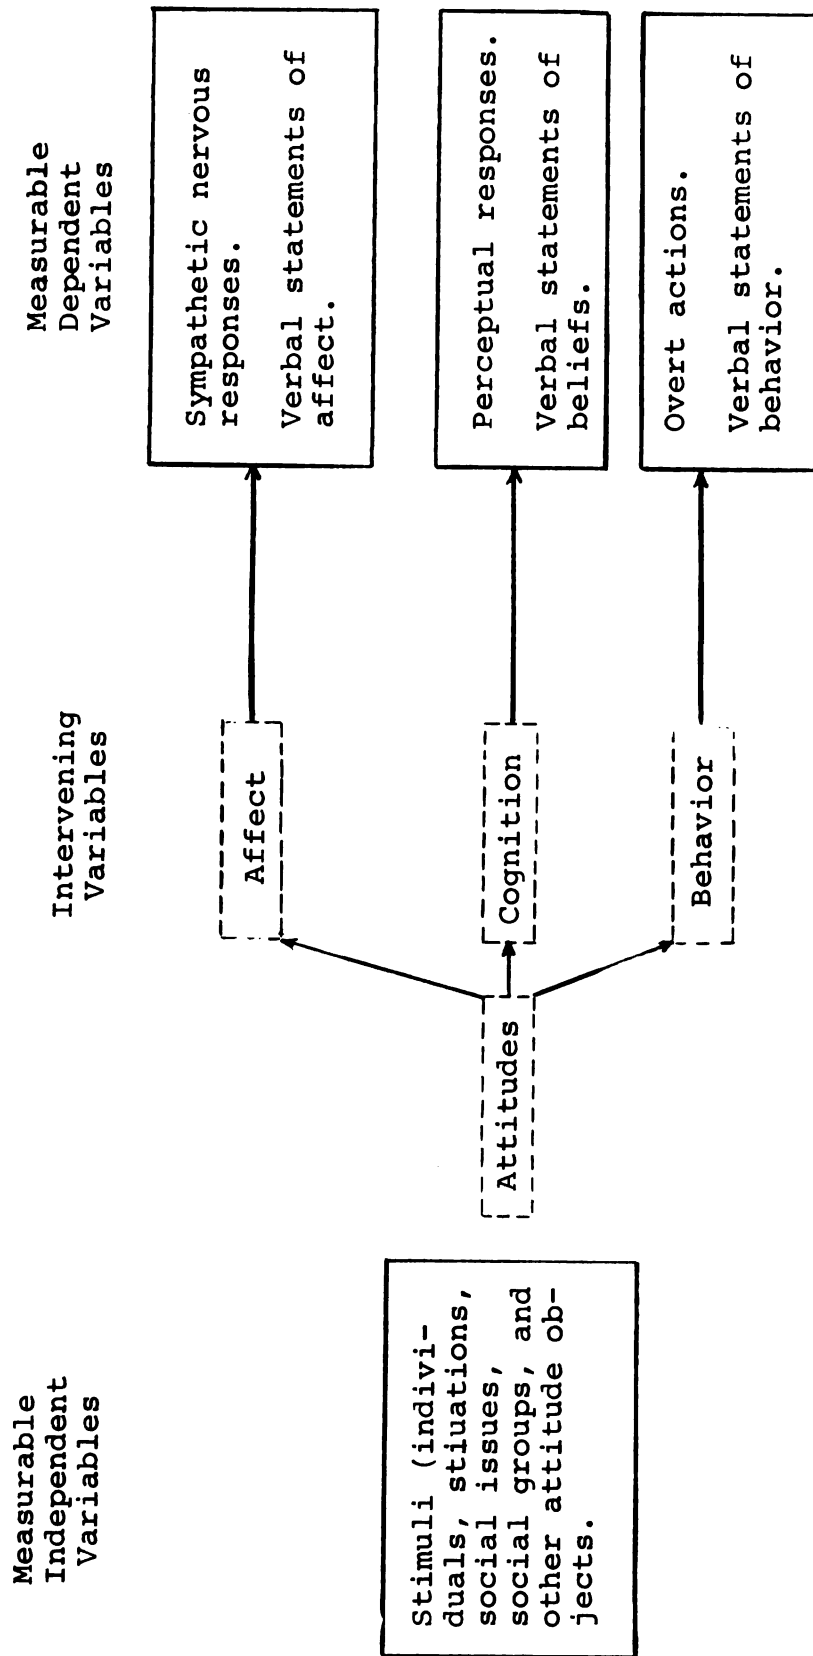 Measurable
Independent
Variables
Intervening
Variables
Measurable
Dependent
Variables
Stimuli (indivi-
duals, stiuations,
social issues,
social groups, and
other attitude ob-
jects.
Attitudes
Affect
Cognition
Behavior
Sympathetic nervous
responses.
Verbal statements of
affect.
Perceptual responses.
Verbal statements of
beliefs.
Overt actions.
Verbal statements of
behavior.